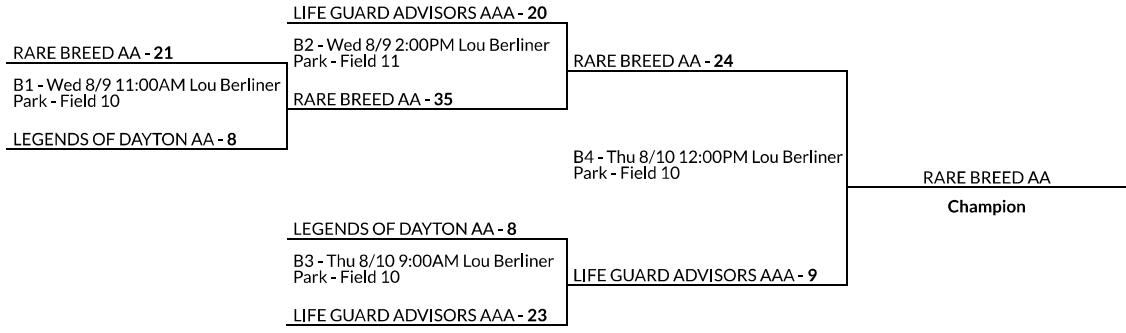 LIFE GUARD ADVISORS AAA - 20
RARE BREED AA - 21
B2 - Wed 8/9 2:00PM Lou Berliner
Park - Field 11
RARE BREED AA - 24
B1 - Wed 8/9 11:00AM Lou Berliner
Park - Field 10
RARE BREED AA - 35
LEGENDS OF DAYTON AA - 8
B4 - Thu 8/10 12:00PM Lou Berliner
Park - Field 10
RARE BREED AA
Champion
LEGENDS OF DAYTON AA - 8
B3 - Thu 8/10 9:00AM Lou Berliner
Park - Field 10
LIFE GUARD ADVISORS AAA - 9
LIFE GUARD ADVISORS AAA - 23